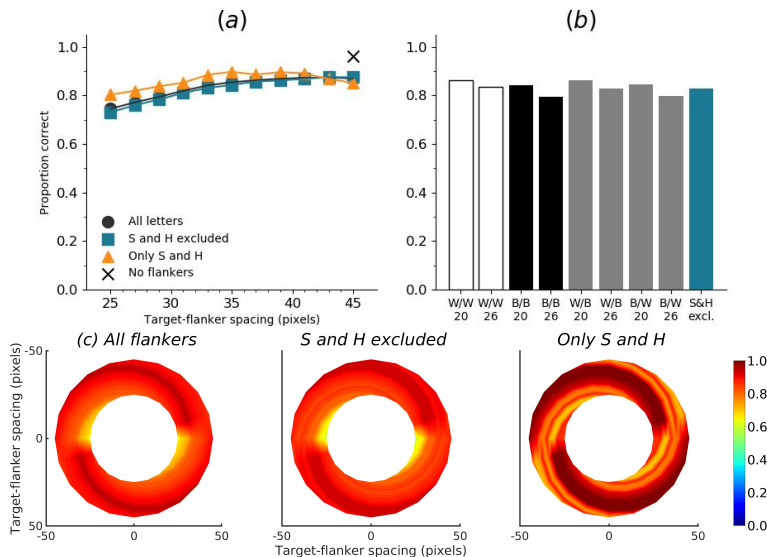 (a)
1.0
0.8
0.6
0.4
0.2
0.0
Proportion correct
All letters
S and H excluded
Only S and H
No flankers
25 30 35 40 45
Target-flanker spacing (pixels)
(b)
1.0
0.8
0.6
0.4
0.2
0.0
W/W W/W B/B B/B W/B W/B B/W B/W S&H
20 26 20 26 20 26 20 26 excl.
(c) All flankers
S and H excluded
Only S and H
Target-flanker spacing (pixels)
-50
0
50
-50 0 50
-50 0 50
-50 0 50
Target-flanker spacing (pixels)
1.0
0.8
0.6
0.4
0.2
0.0